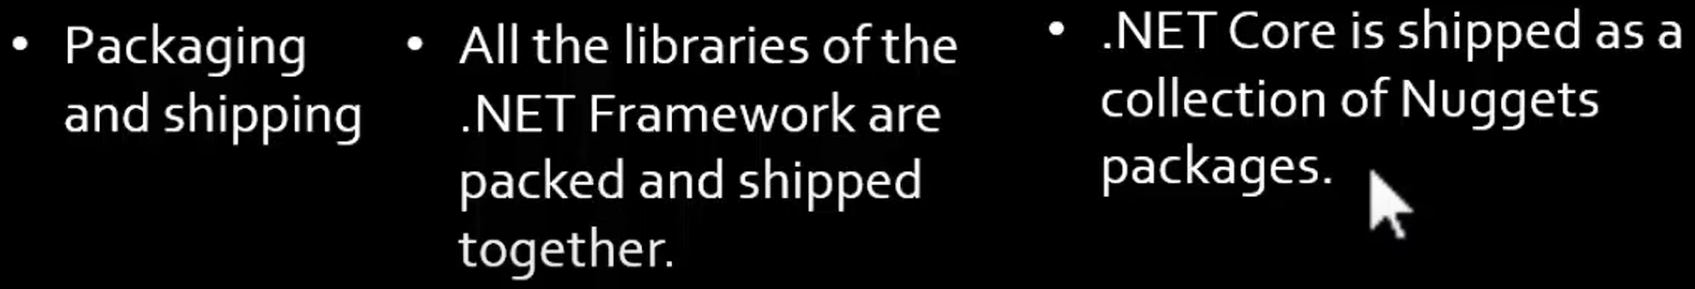 • Packaging
and shipping
• All the libraries of the
.NET Framework are
packed and shipped
together.
• .NET Core is shipped as a
collection of Nuggets
packages.